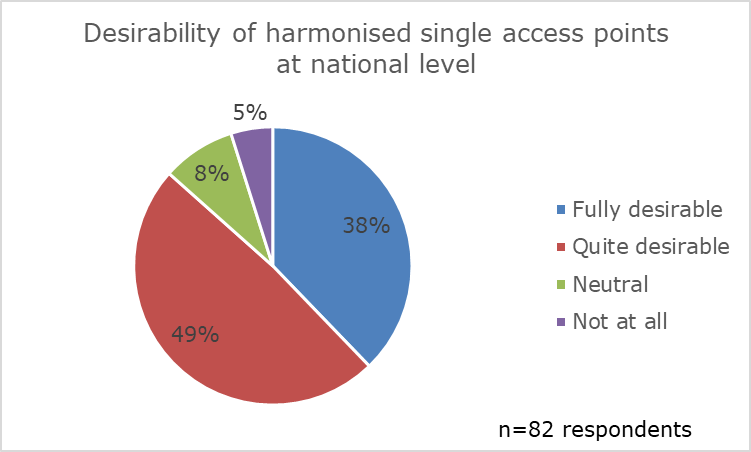 Desirability of harmonised single access points
at national level
5%
8%
38%
49%
Fully desirable
Quite desirable
Neutral
Not at all
n=82 respondents